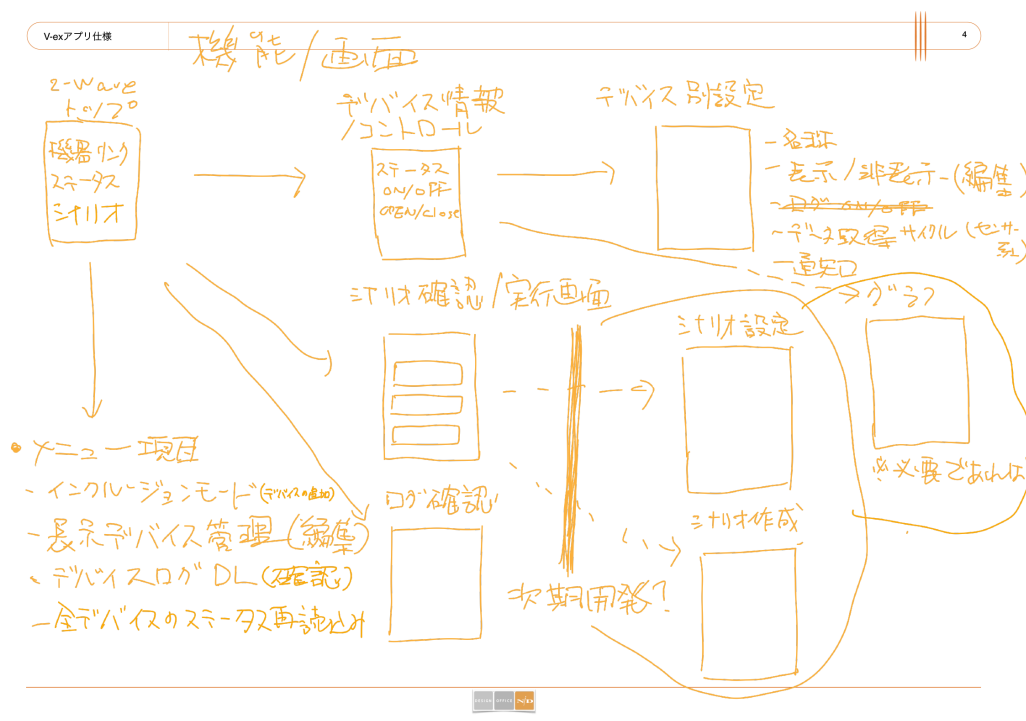 V-exアプリ仕様
4
機能/画面
Z-Wave
トップ
機器リンク
ステータス
シナリオ
デバイス情報
/コントロール
ステータス
ON/OFF
OPEN/Close
デバイス別設定
- 名称
- 表示/非表示-(編集)
- ログ ON/OFF
- データ取得サイクル (センサー
系)
- 通知
グラフ
※必要であれば
シナリオ確認/実行画面
シナリオ設定
シナリオ作成
次期開発?
ログ確認
• メニュー項目
- インクルージョンモード(デバイスの追加)
- 表示デバイス管理-(編集)
- デバイスログDL(確認)
- 全デバイスのステータス再読込み
DESIGN OFFICE N/D